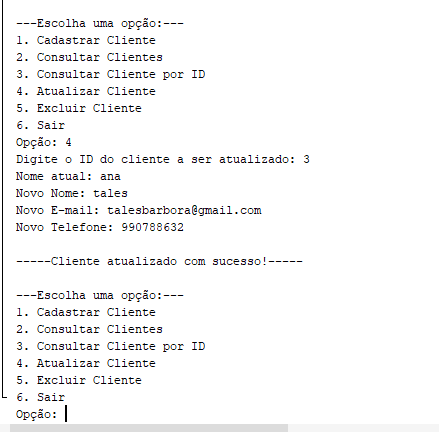 ---Escolha uma opção:---
1. Cadastrar Cliente
2. Consultar Clientes
3. Consultar Cliente por ID
4. Atualizar Cliente
5. Excluir Cliente
6. Sair
Opção: 4
Digite o ID do cliente a ser atualizado: 3
Nome atual: ana
Novo Nome: tales
Novo E-mail: talesbarbora@gmail.com
Novo Telefone: 990788632
-----Cliente atualizado com sucesso!-----
---Escolha uma opção:---
1. Cadastrar Cliente
2. Consultar Clientes
3. Consultar Cliente por ID
4. Atualizar Cliente
5. Excluir Cliente
6. Sair
Opção: